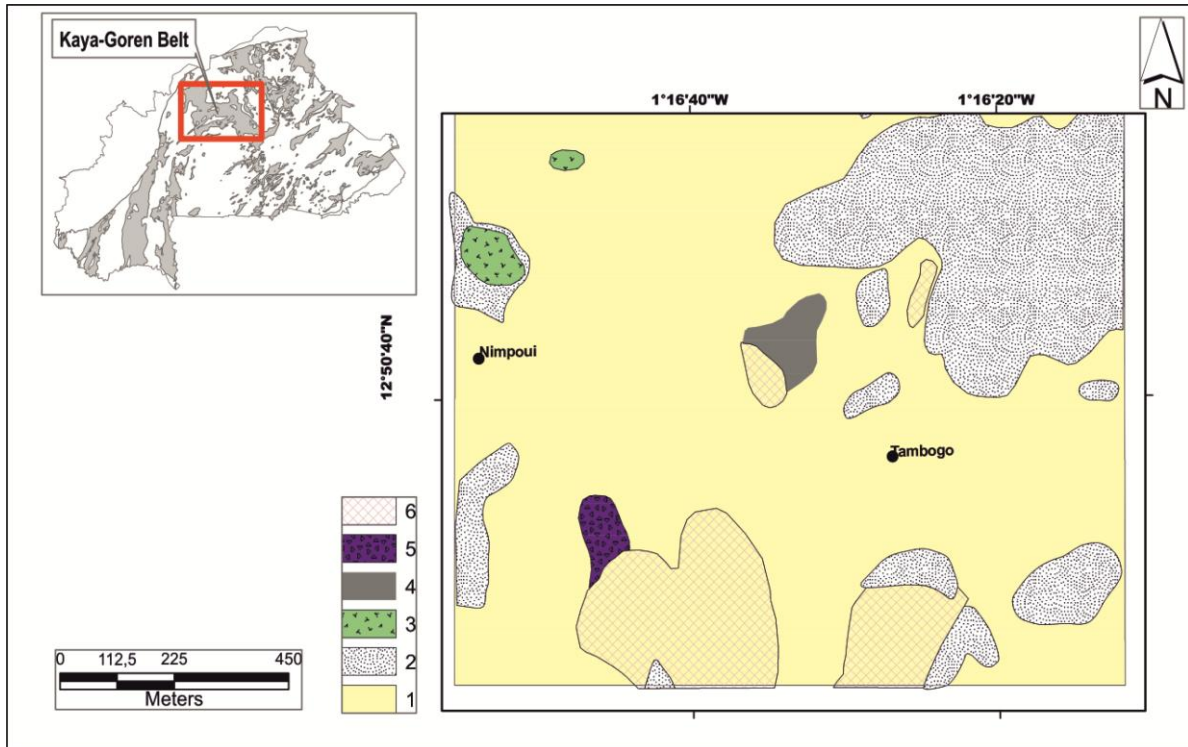 Kaya-Goren Belt
N
1°16'40"W
1°16'20"W
12°50'40"N
Nimpoui
Tambogo
6
5
4
3
2
1
0 112,5 225 450
Meters